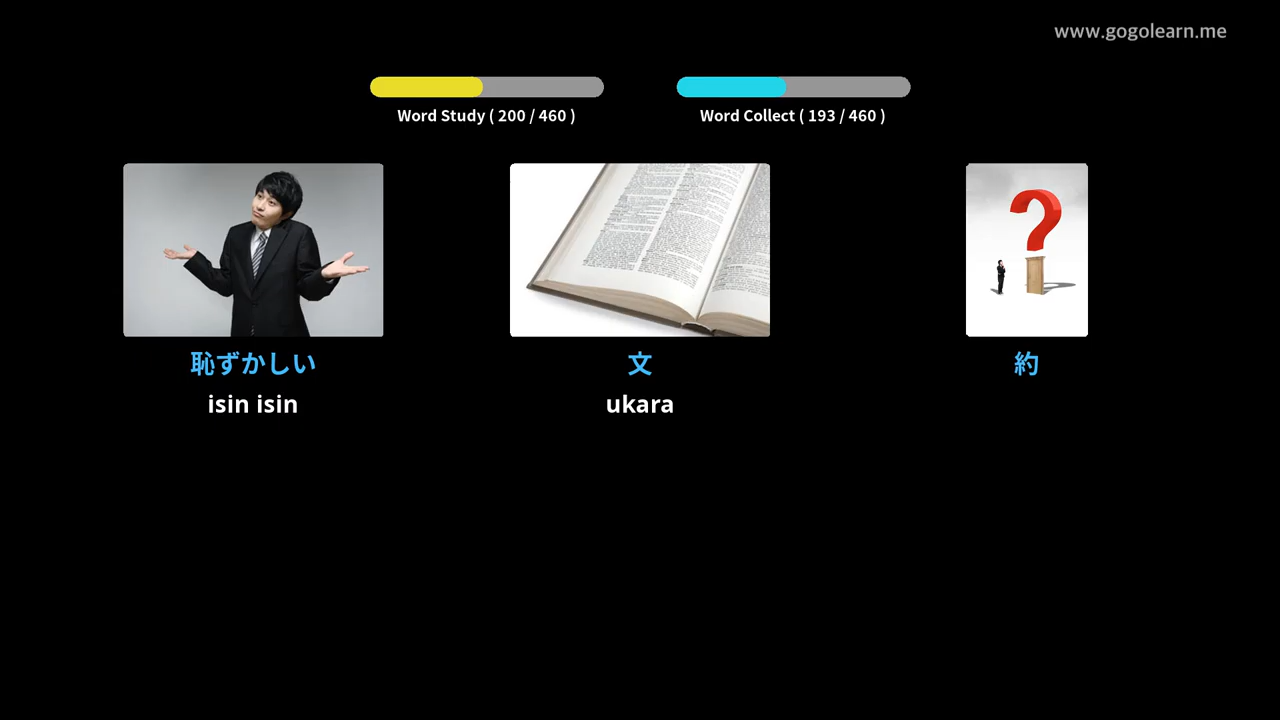 www.gogolearn.me
Word Study ( 200 / 460 )
Word Collect ( 193 / 460 )
恥ずかしい
文
約
isin isin
ukara